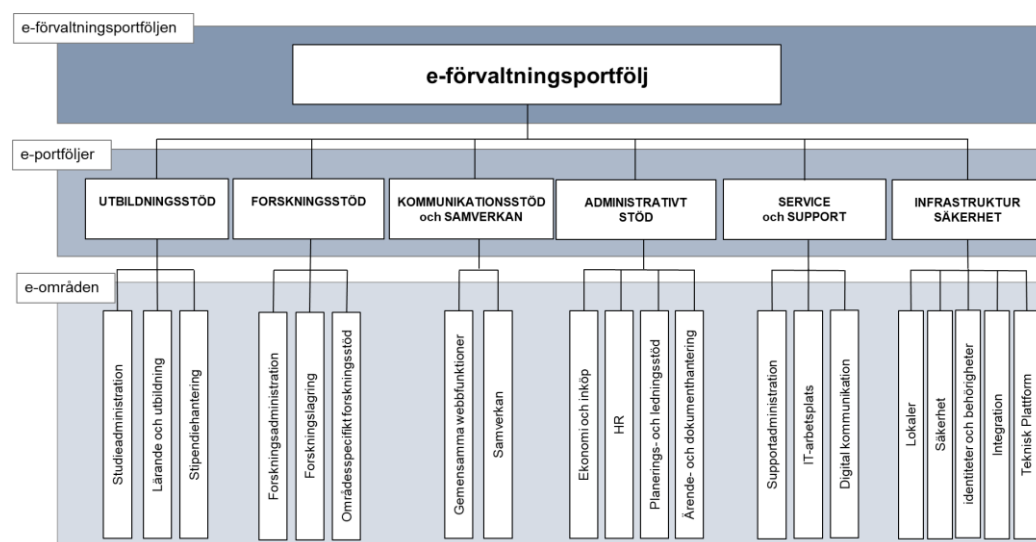 e-förvaltningsportföljen
e-förvaltningsportfölj
e-portföljer
UTBILDNINGSSTÖD
FORSKNINGSSTÖD
KOMMUNIKATIONSSTÖD
och SAMVERKAN
ADMINISTRATIVT
STÖD
SERVICE
och SUPPORT
INFRASTRUKTUR
SÄKERHET
e-områden
Studieadministration
Lärande och utbildning
Stipendiehantering
Forskningsadministration
Forskningslagring
Områdesspecifikt forskningsstöd
Gemensamma webbfunktioner
Samverkan
Ekonomi och inköp
HR
Planerings- och ledningsstöd
Ärende- och dokumenthantering
Supportadministration
IT-arbetsplats
Digital kommunikation
Lokaler
Säkerhet
identiteter och behörigheter
Integration
Teknisk Plattform